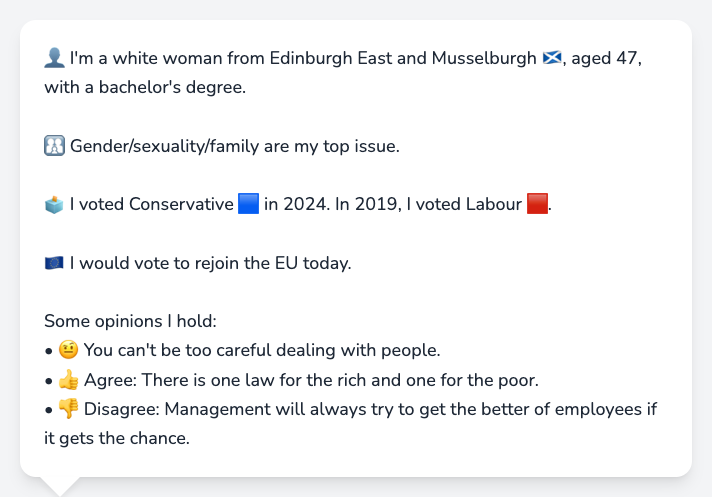 👤 I'm a white woman from Edinburgh East and Musselburgh 🏴󠁧󠁢󠁳󠁣󠁴󠁿, aged 47,
with a bachelor's degree.
🚻 Gender/sexuality/family are my top issue.
🗳️ I voted Conservative 🟦 in 2024. In 2019, I voted Labour 🟥.
🇪🇺 I would vote to rejoin the EU today.
Some opinions I hold:
• 🤨 You can't be too careful dealing with people.
• 👍 Agree: There is one law for the rich and one for the poor.
• 👎 Disagree: Management will always try to get the better of employees if
it gets the chance.